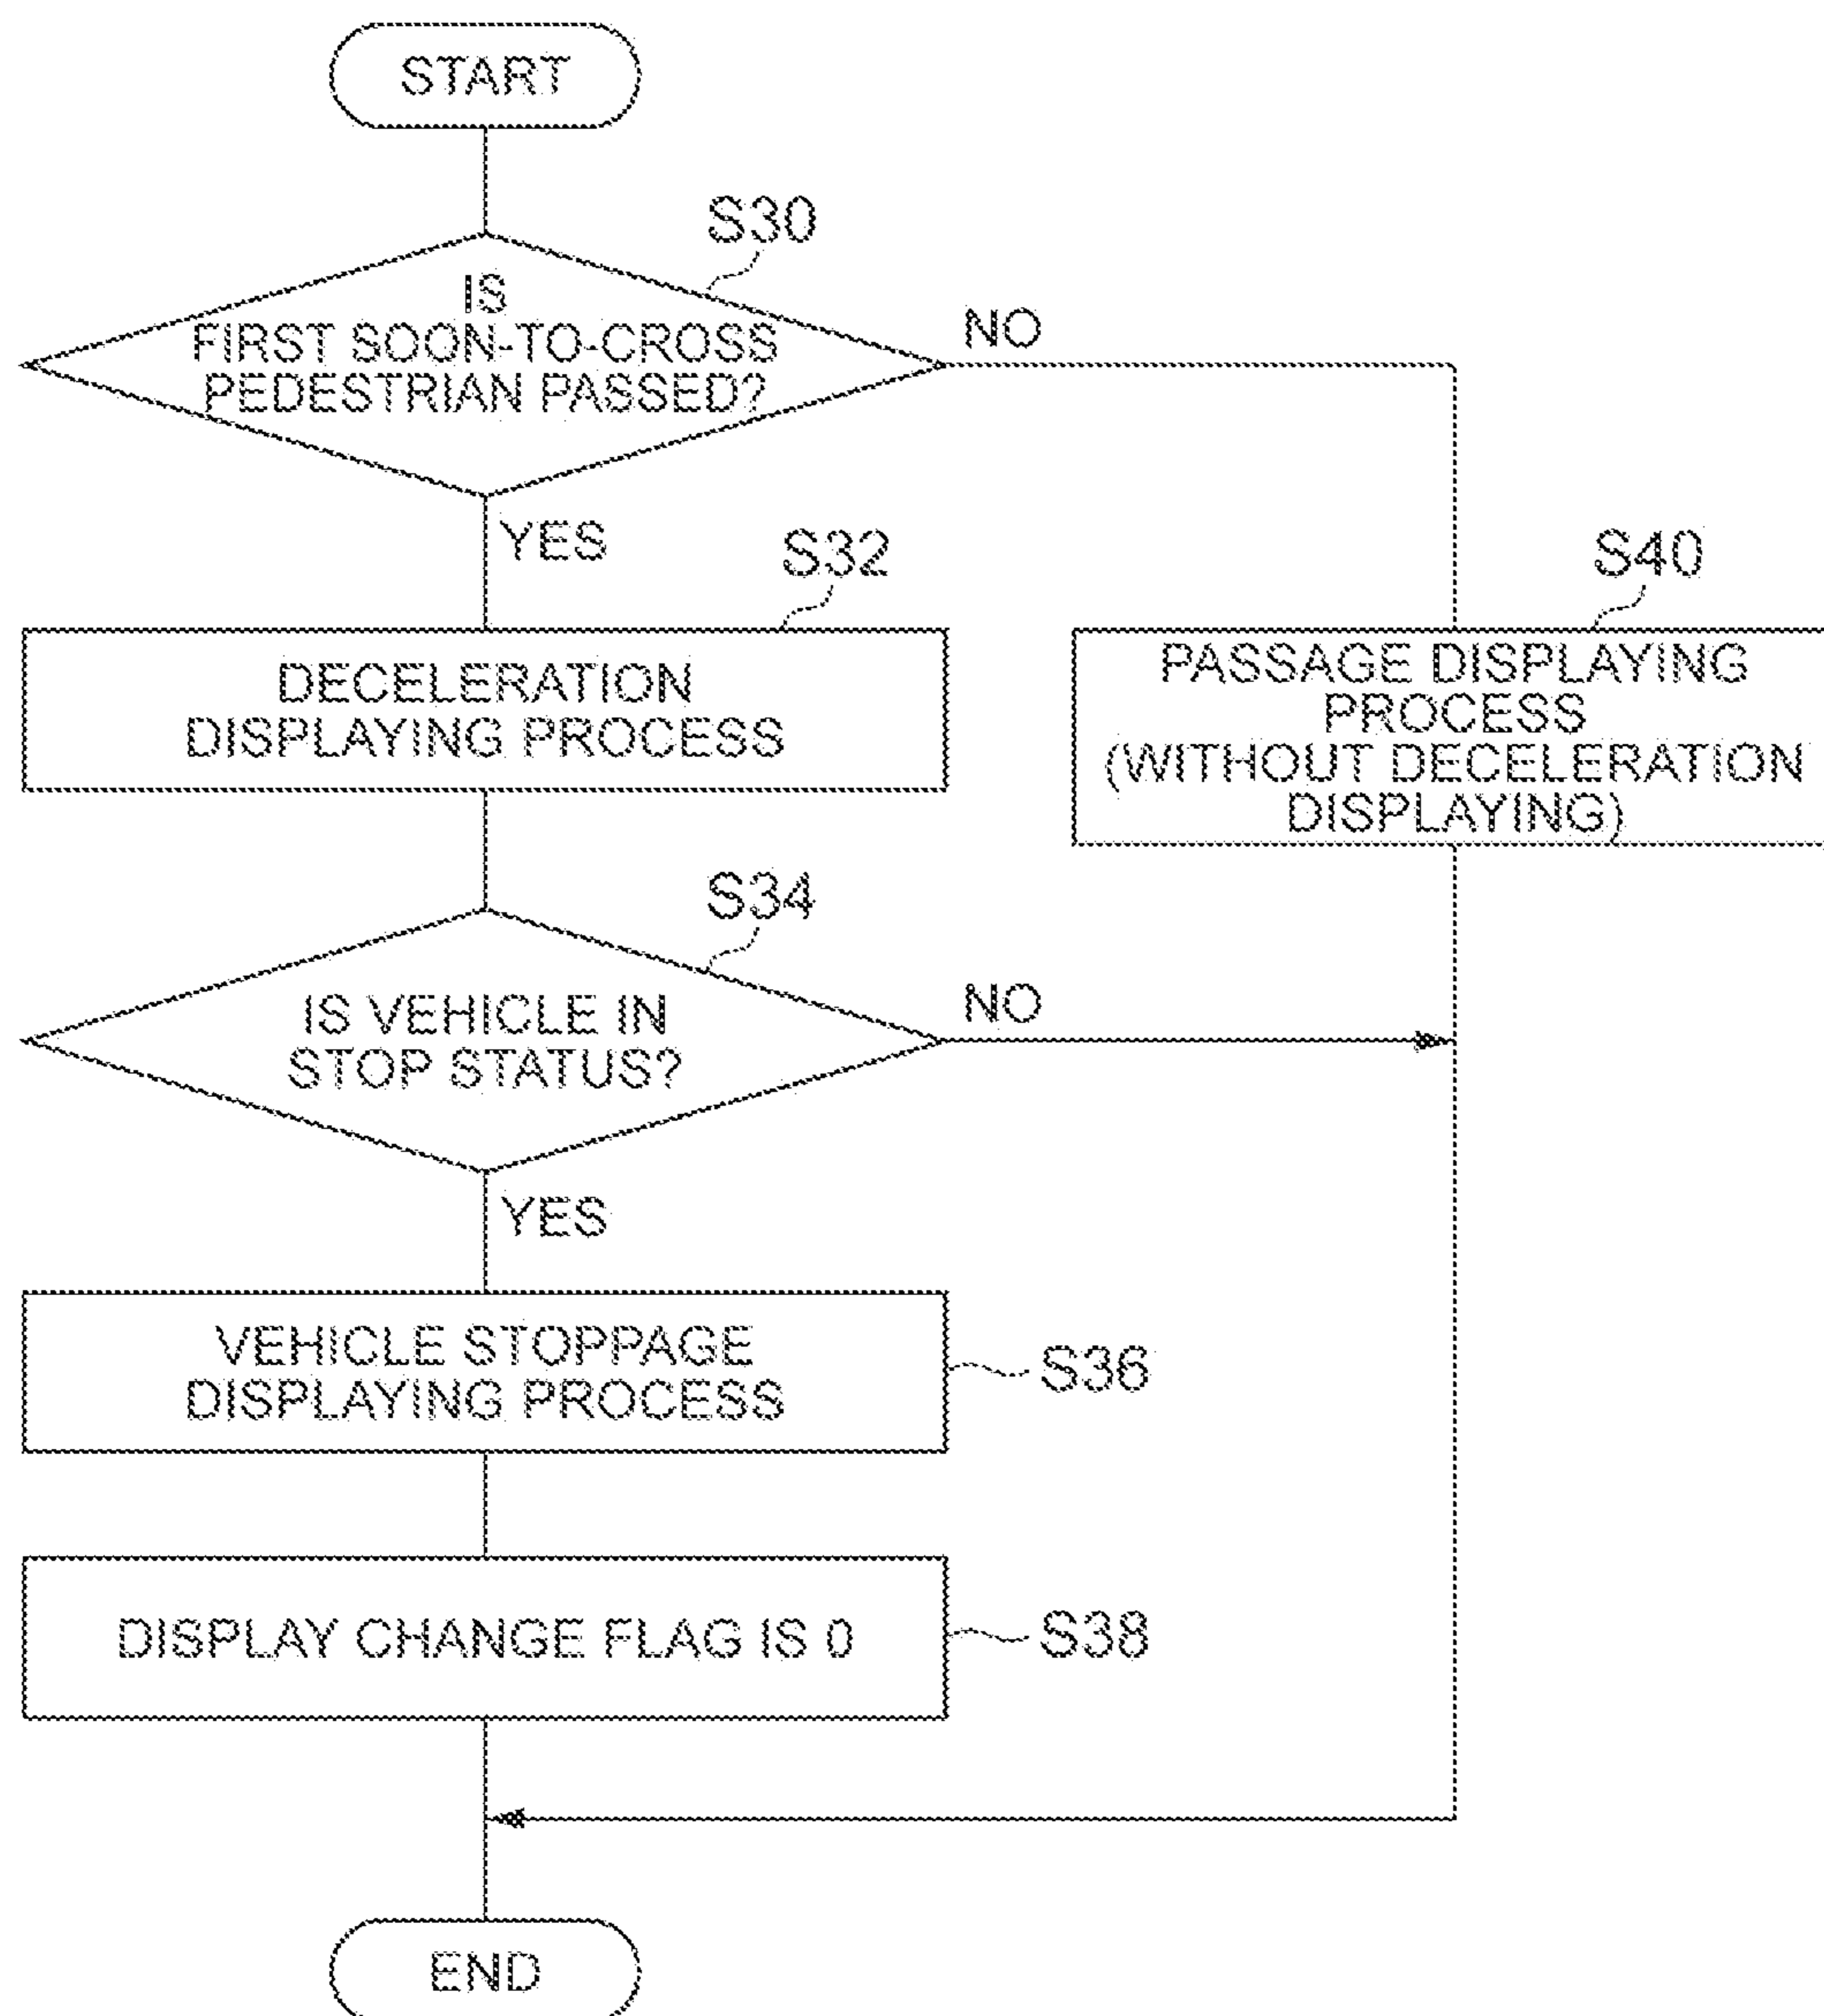 START
S30
IS
FIRST SOON-TO-CROSS
PEDESTRIAN PASSED?
NO
YES
S32
DECELERATION
DISPLAYING PROCESS
S40
PASSAGE DISPLAYING
PROCESS
(WITHOUT DECELERATION
DISPLAYING)
S34
IS VEHICLE IN
STOP STATUS?
NO
YES
VEHICLE STOPPAGE
DISPLAYING PROCESS
S36
DISPLAY CHANGE FLAG IS 0
S38
END